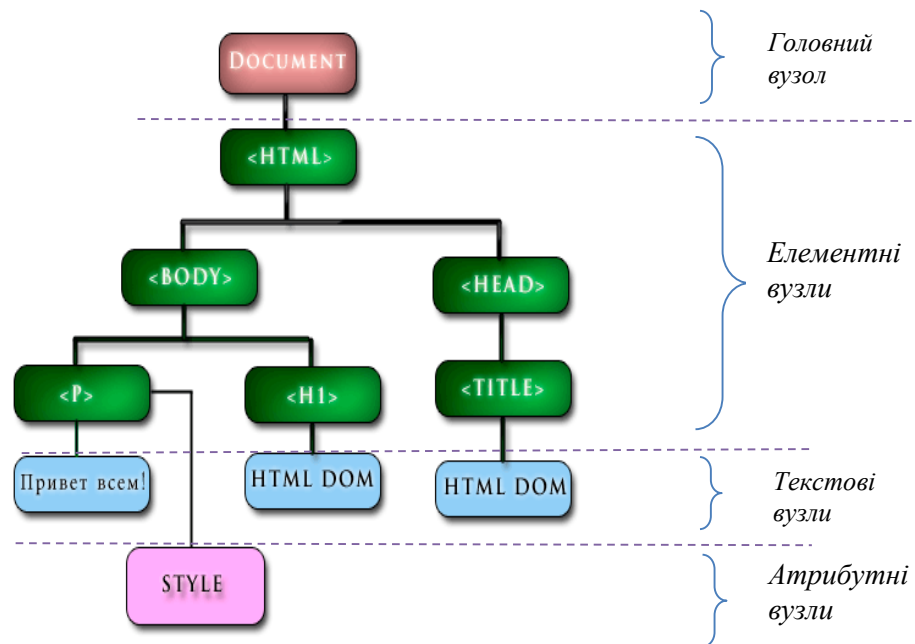 DOCUMENT
Головний
вузол
<HTML>
<BODY>
<HEAD>
Елементні
вузли
<P>
<H1>
<TITLE>
Привет всем!
HTML DOM
HTML DOM
Текстові
вузли
STYLE
Атрибутні
вузли